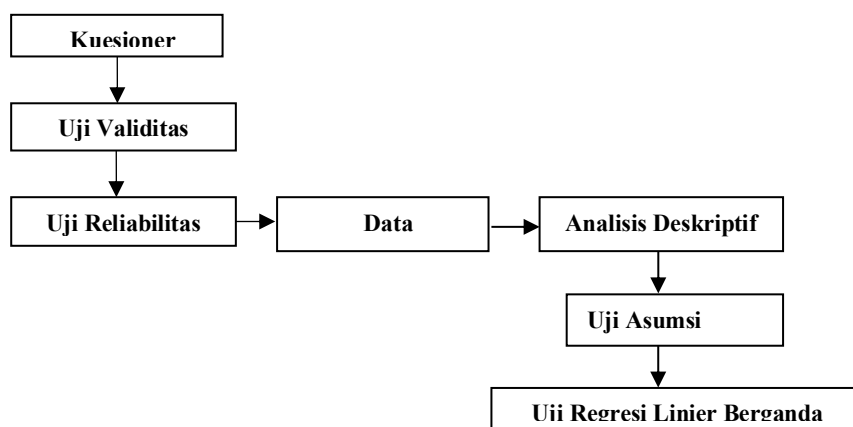 Kuesioner
Uji Validitas
Uji Reliabilitas
Data
Analisis Deskriptif
Uji Asumsi
Uji Regresi Linier Berganda